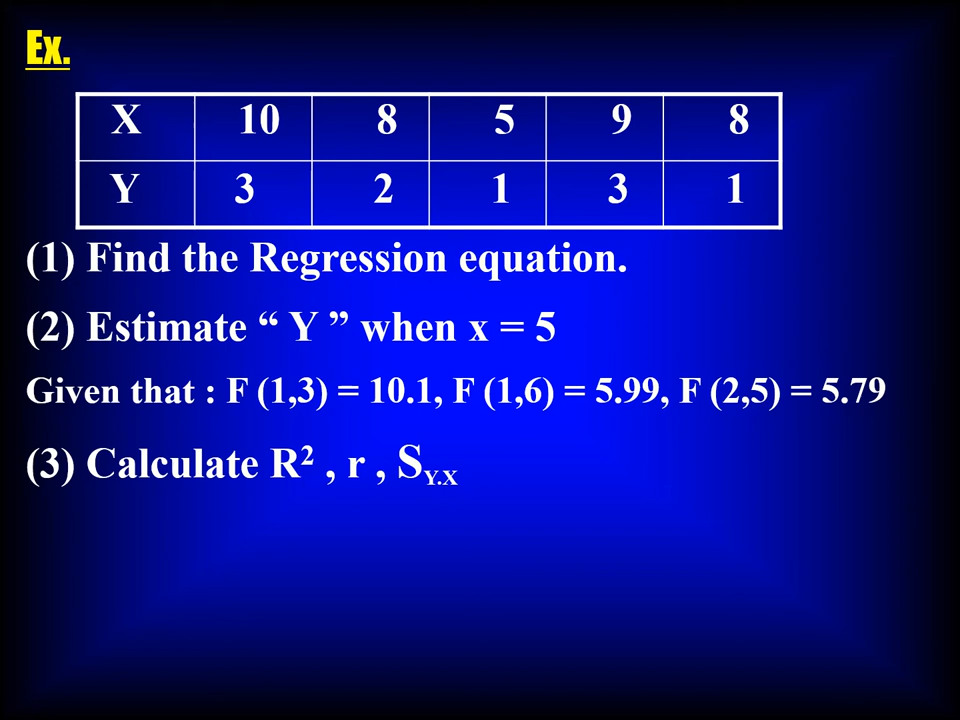 Ex.
X 10 8 5 9 8
Y 3 2 1 3 1
(1) Find the Regression equation.
(2) Estimate “ Y ” when x = 5
Given that : F (1,3) = 10.1, F (1,6) = 5.99, F (2,5) = 5.79
(3) Calculate R² , r , S Y.X